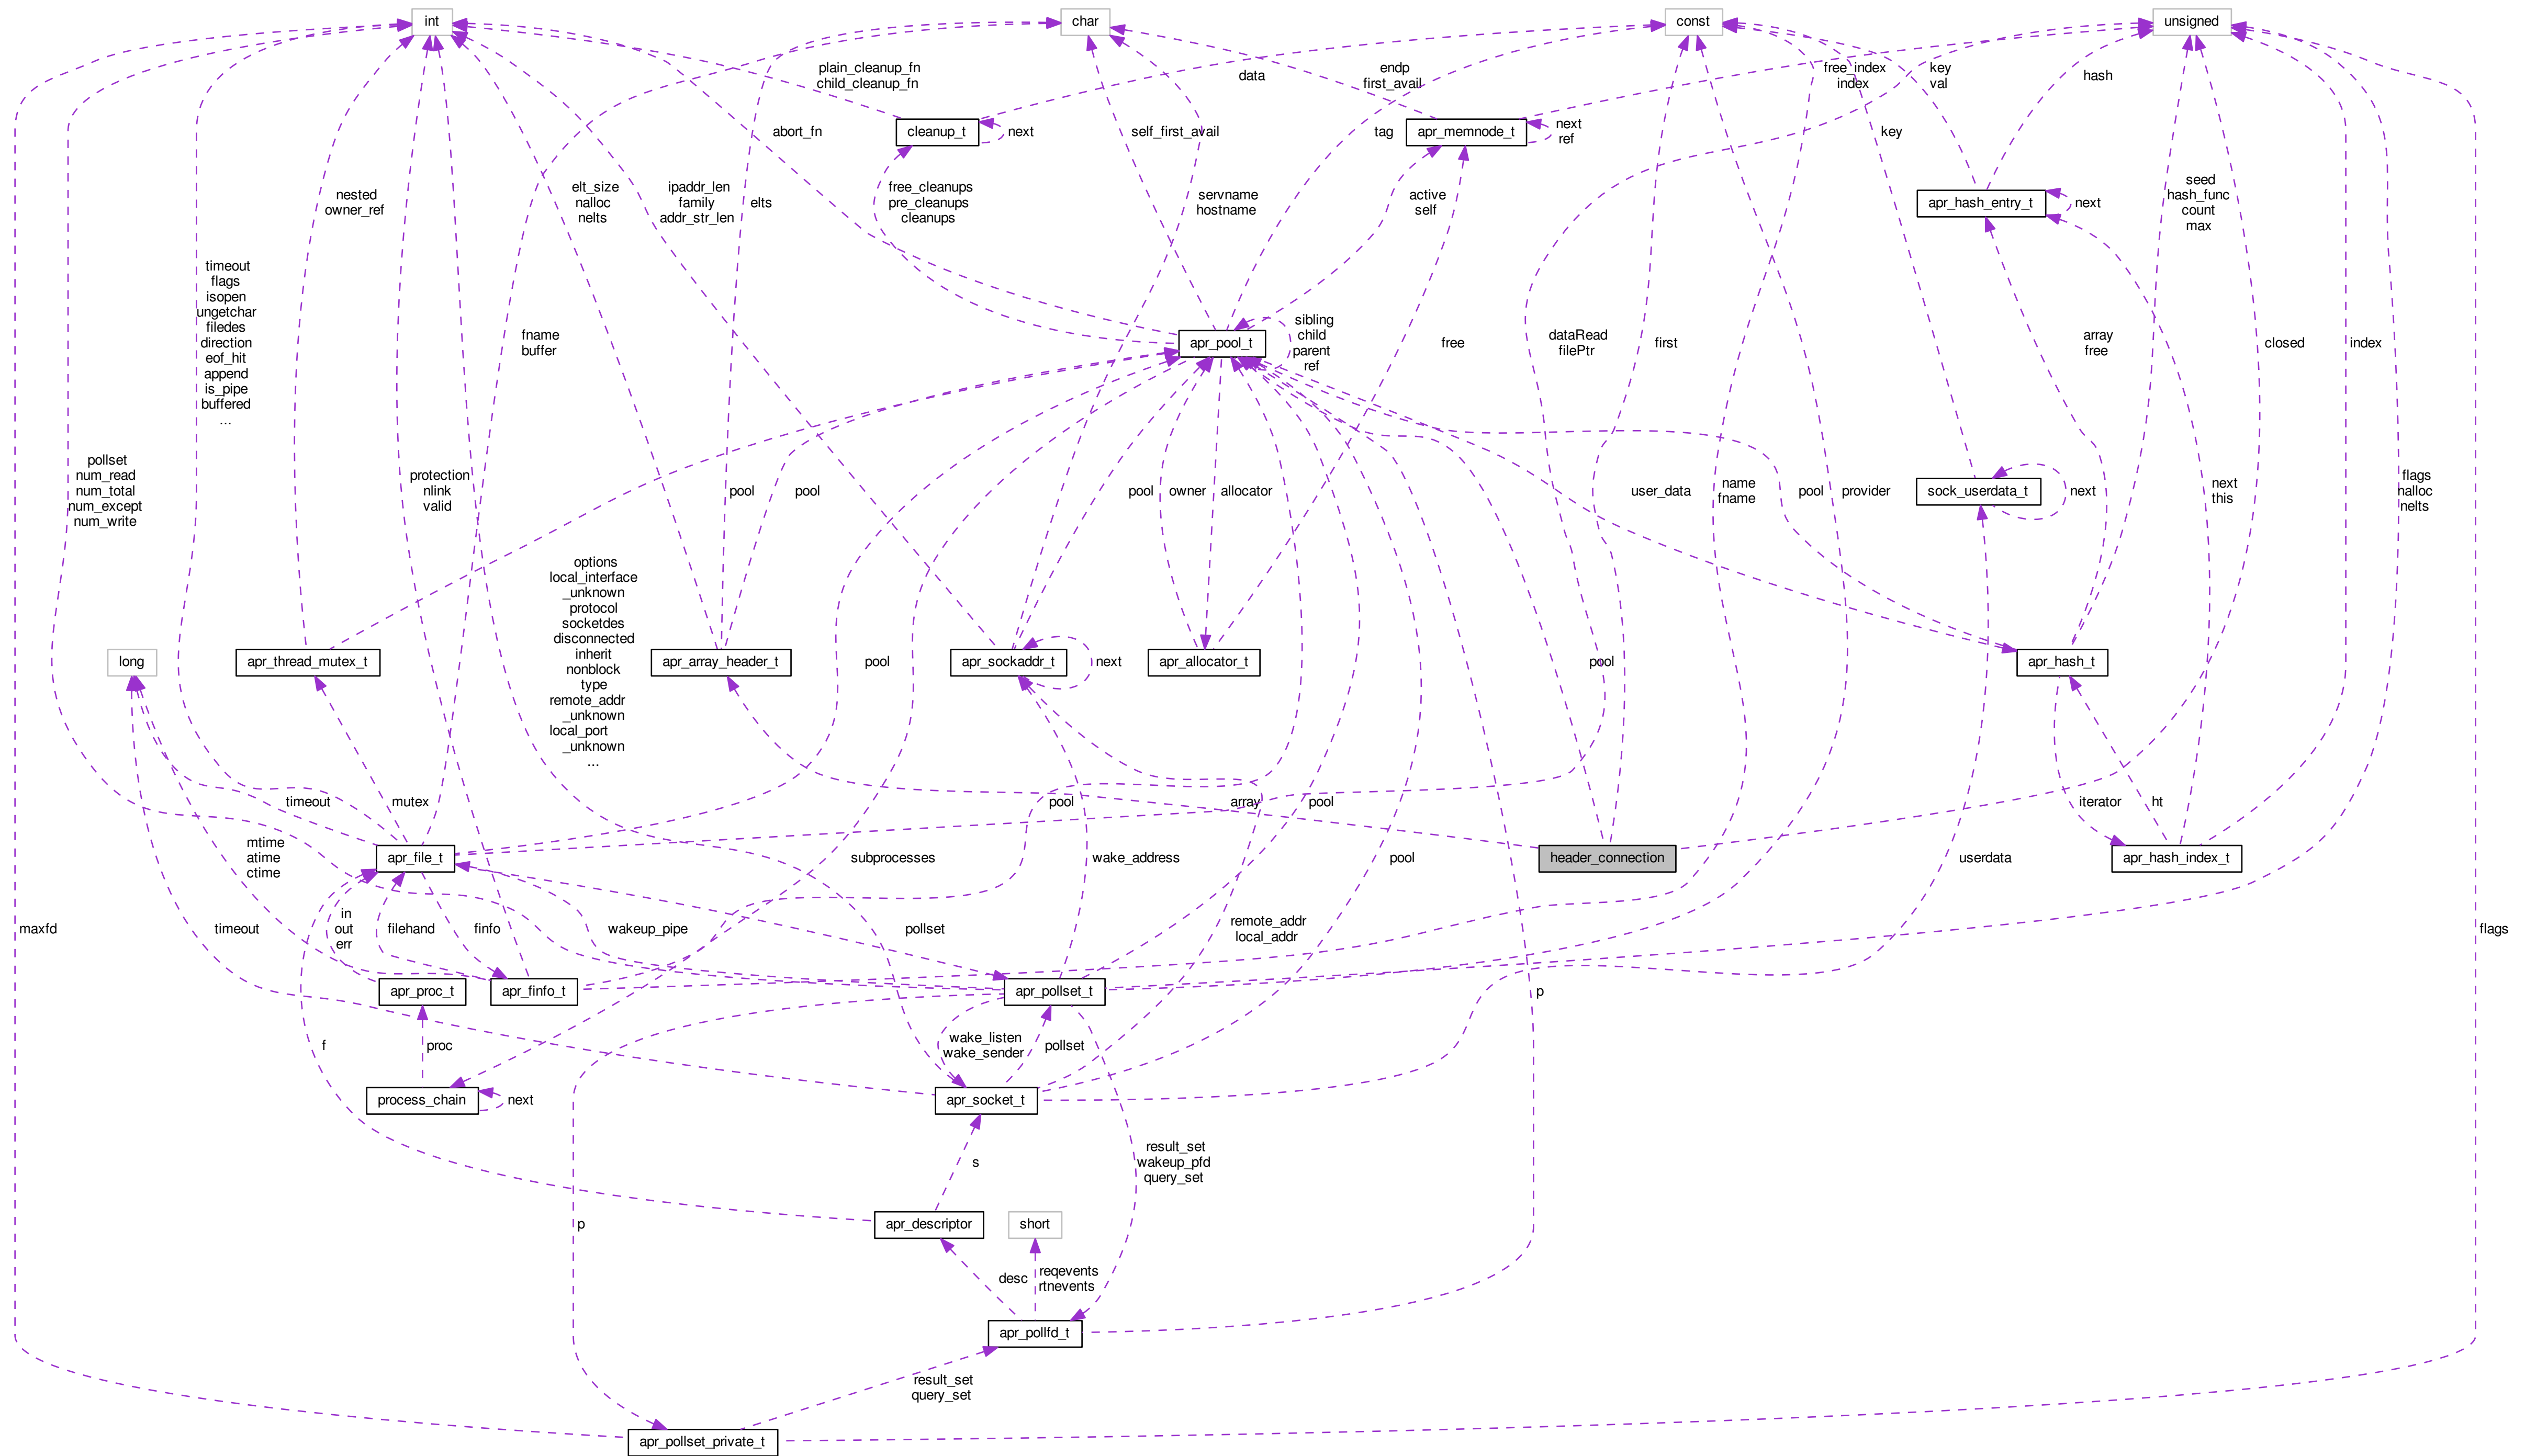 int
char
const
unsigned
plain_cleanup_fn
child_cleanup_fn
data
endp
first_avail
free_index
index
key
val
hash
abort_fn
cleanup_t
next
self_first_avail
tag
apr_memnode_t
next
ref
key
nested
owner_ref
elt_size
nalloc
nelts
ipaddr_len
family
addr_str_len
elts
free_cleanups
pre_cleanups
cleanups
servname
hostname
active
self
apr_hash_entry_t
next
seed
hash_func
count
max
timeout
flags
isopen
ungetchar
filedes
direction
eof_hit
append
is_pipe
buffered
...
fname
buffer
apr_pool_t
sibling
child
parent
ref
free
dataRead
filePtr
first
array
free
closed
index
pollset
num_read
num_total
num_except
num_write
protection
nlink
valid
pool
pool
pool
owner
allocator
user_data
name
fname
pool
provider
sock_userdata_t
next
next
this
flags
nalloc
nelts
options
local_interface
_unknown
protocol
socketdes
disconnected
inherit
nonblock
type
remote_addr
_unknown
local_port
_unknown
...
long
apr_thread_mutex_t
apr_array_header_t
pool
apr_sockaddr_t
next
apr_allocator_t
pool
apr_hash_t
timeout
mutex
pool
array
pool
iterator
ht
mtime
atime
ctime
apr_file_t
subprocesses
wake_address
pool
header_connection
userdata
apr_hash_index_t
maxfd
timeout
in
out
err
filehand
finfo
wakeup_pipe
pollset
remote_addr
local_addr
flags
apr_proc_t
apr_finfo_t
apr_pollset_t
p
f
proc
wake_listen
wake_sender
pollset
process_chain
next
apr_socket_t
s
result_set
wakeup_pfd
query_set
p
apr_descriptor
short
desc
reqevents
rtnevents
apr_pollfd_t
result_set
query_set
apr_pollset_private_t